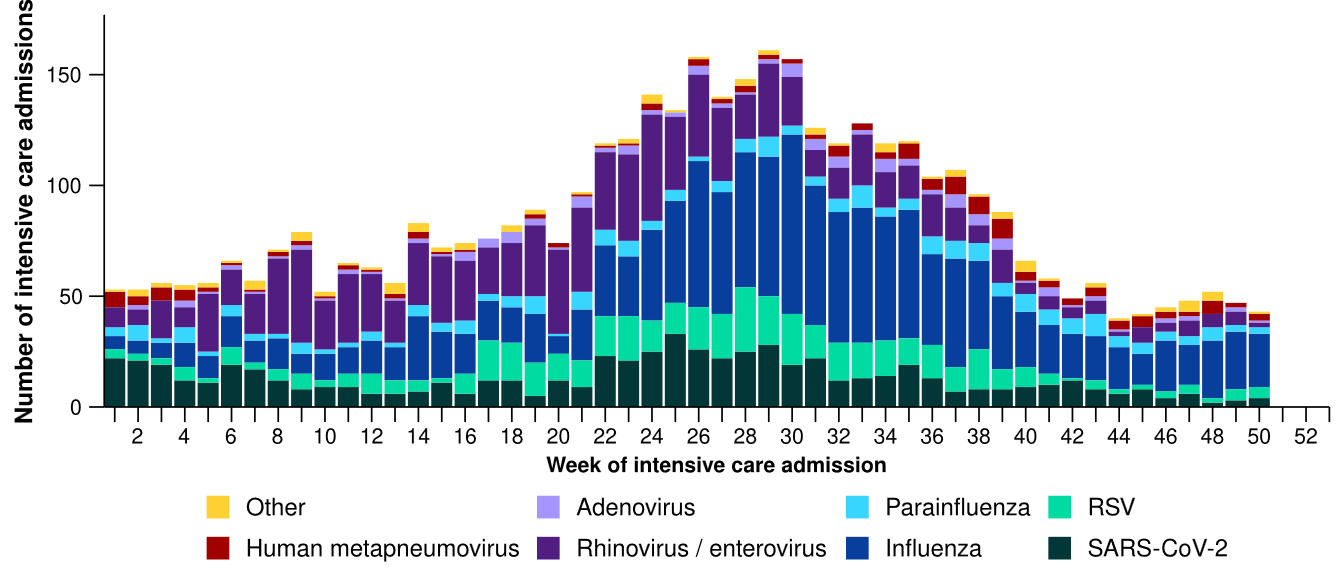 Number of intensive care admissions
150
100
50
0
2 4 6 8 10 12 14 16 18 20 22 24 26 28 30 32 34 36 38 40 42 44 46 48 50 52
Week of intensive care admission
Other Adenovirus Parainfluenza RSV
Human metapneumovirus Rhinovirus / enterovirus Influenza SARS-CoV-2